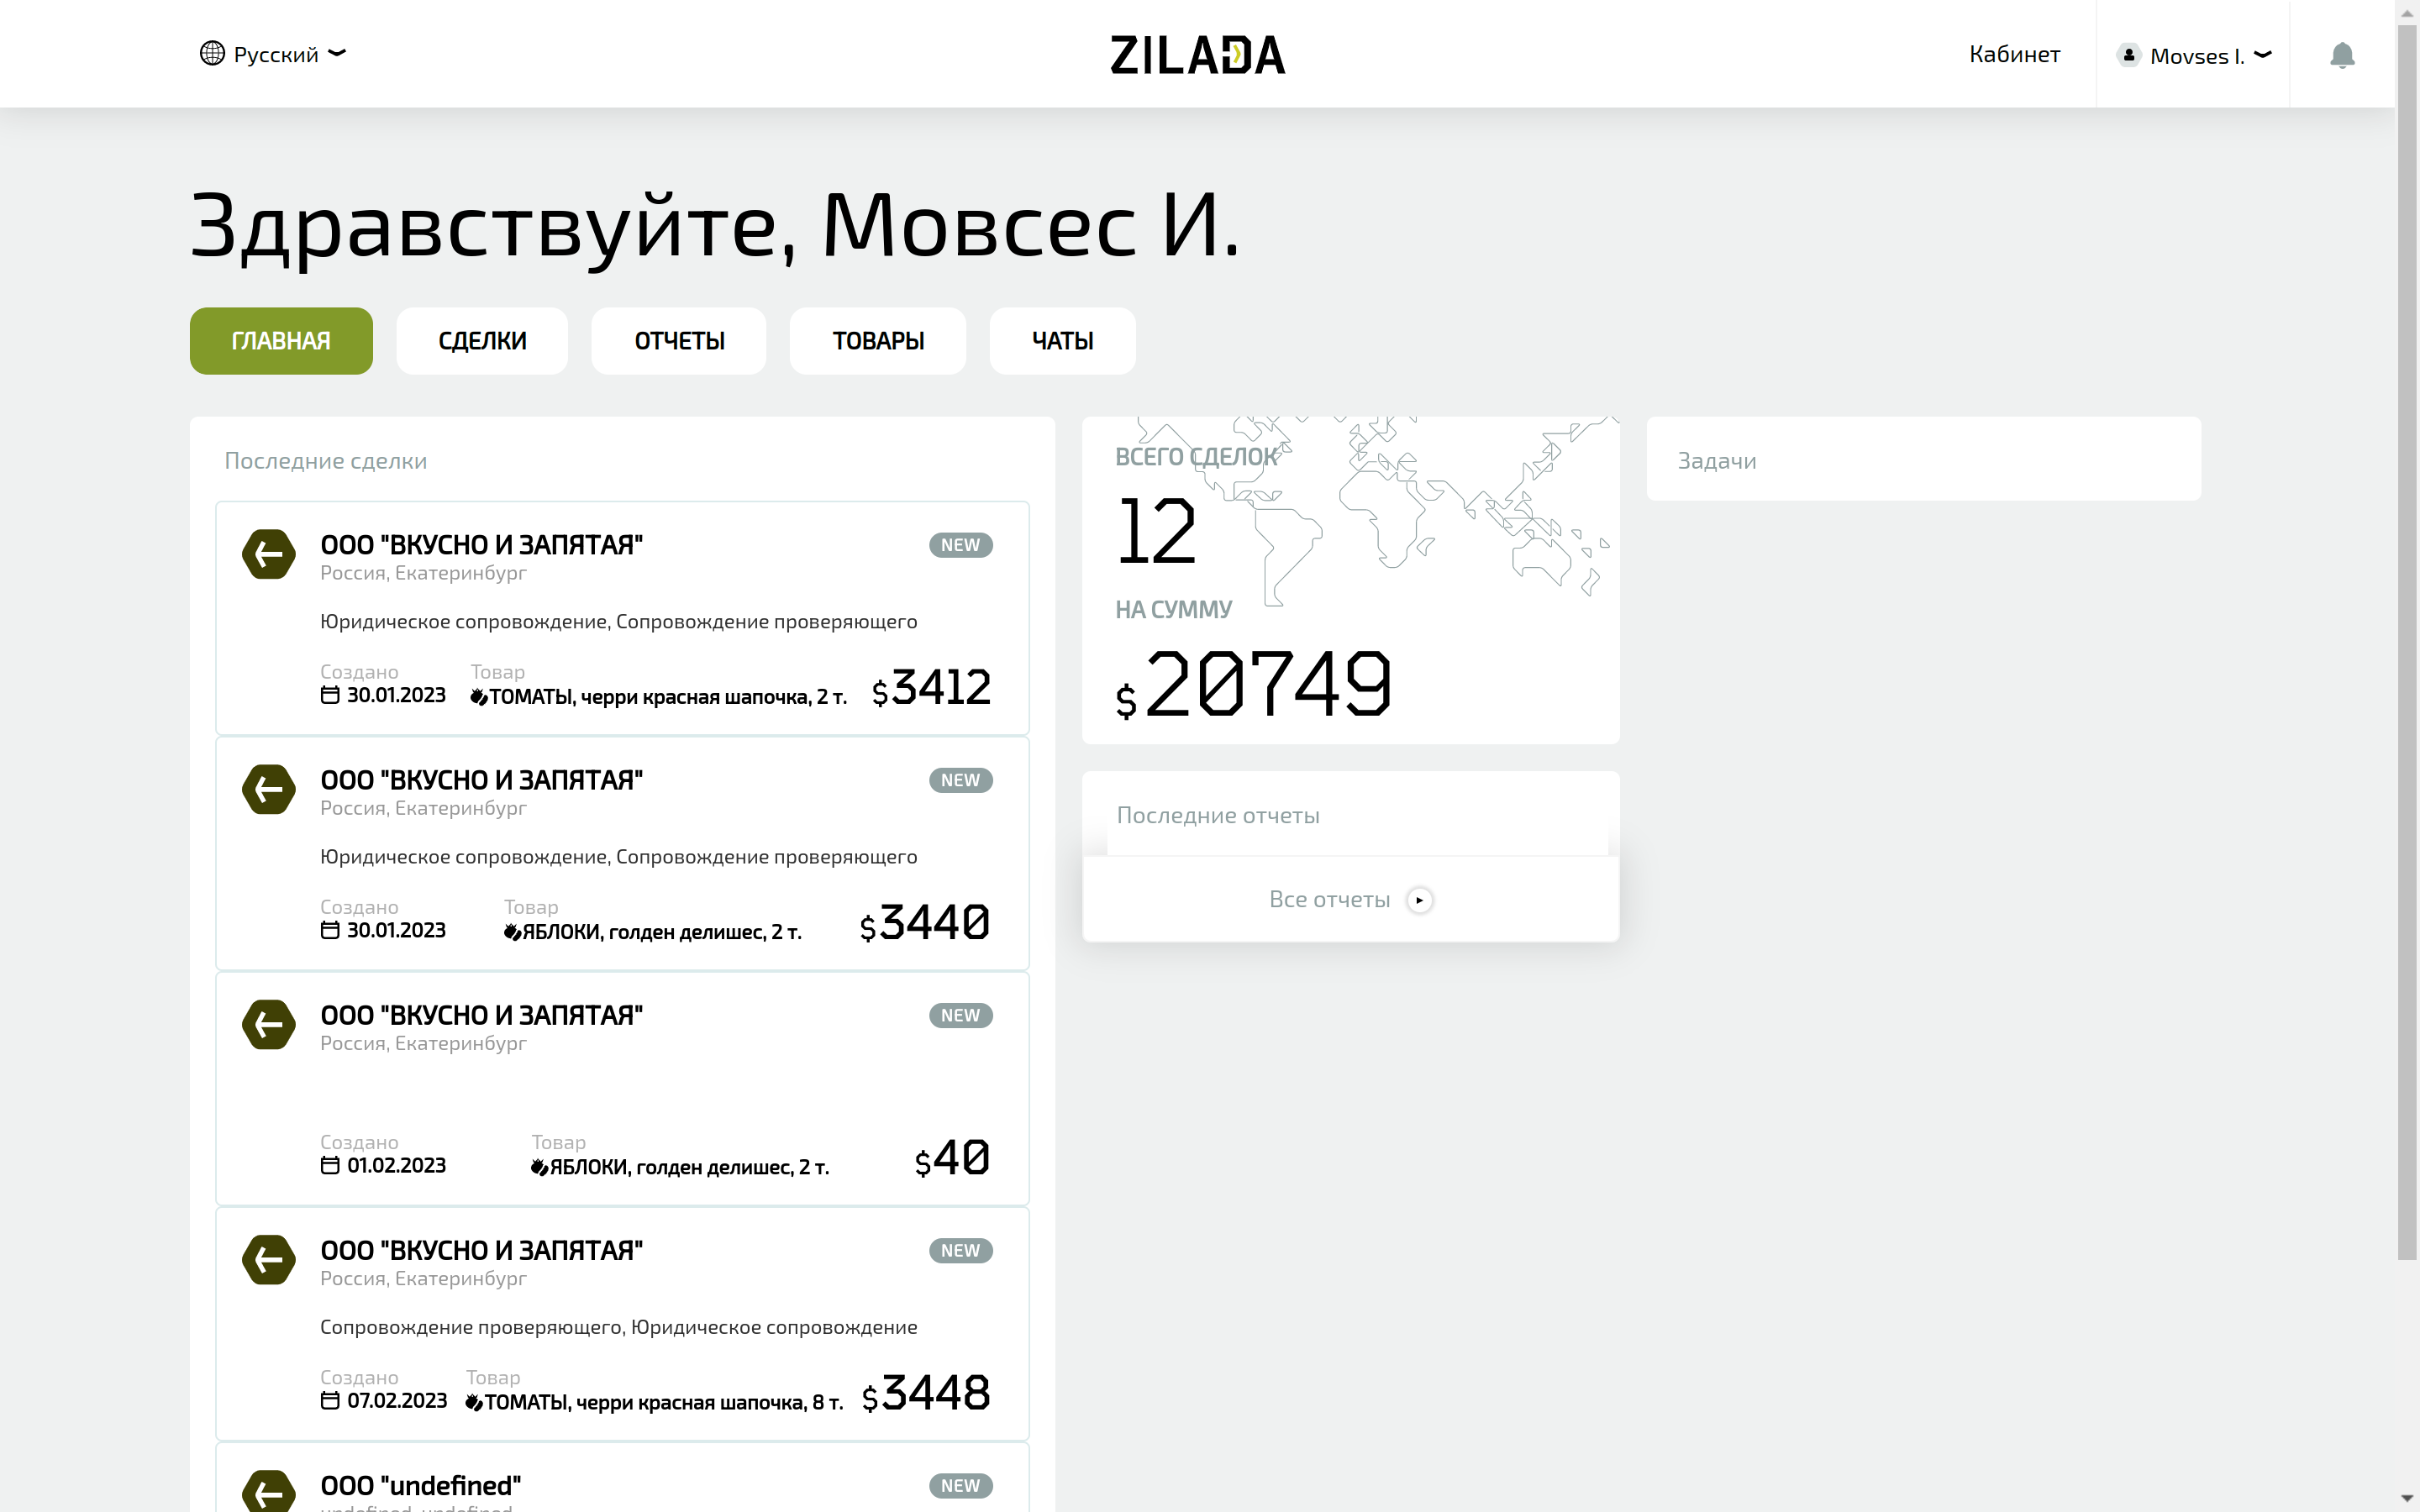 Русский
ZILADA
Кабинет
Movses I.
Здравствуйте, Мовсес И.
ГЛАВНАЯ
СДЕЛКИ
ОТЧЕТЫ
ТОВАРЫ
ЧАТЫ
Последние сделки
ООО "ВКУСНО И ЗАПЯТАЯ"
NEW
Россия, Екатеринбург
Юридическое сопровождение, Сопровождение проверяющего
Создано
Товар
30.01.2023
ТОМАТЫ, черри красная шапочка, 2 т.
$3412
ООО "ВКУСНО И ЗАПЯТАЯ"
NEW
Россия, Екатеринбург
Юридическое сопровождение, Сопровождение проверяющего
Создано
Товар
30.01.2023
ЯБЛОКИ, голден делишес, 2 т.
$3440
ООО "ВКУСНО И ЗАПЯТАЯ"
NEW
Россия, Екатеринбург
Создано
Товар
01.02.2023
ЯБЛОКИ, голден делишес, 2 т.
$40
ООО "ВКУСНО И ЗАПЯТАЯ"
NEW
Россия, Екатеринбург
Сопровождение проверяющего, Юридическое сопровождение
Создано
Товар
07.02.2023
ТОМАТЫ, черри красная шапочка, 8 т.
$3448
ООО "undefined"
NEW
undefined, undefined
ВСЕГО СДЕЛОК
12
НА СУММУ
$20749
Последние отчеты
Все отчеты
Задачи